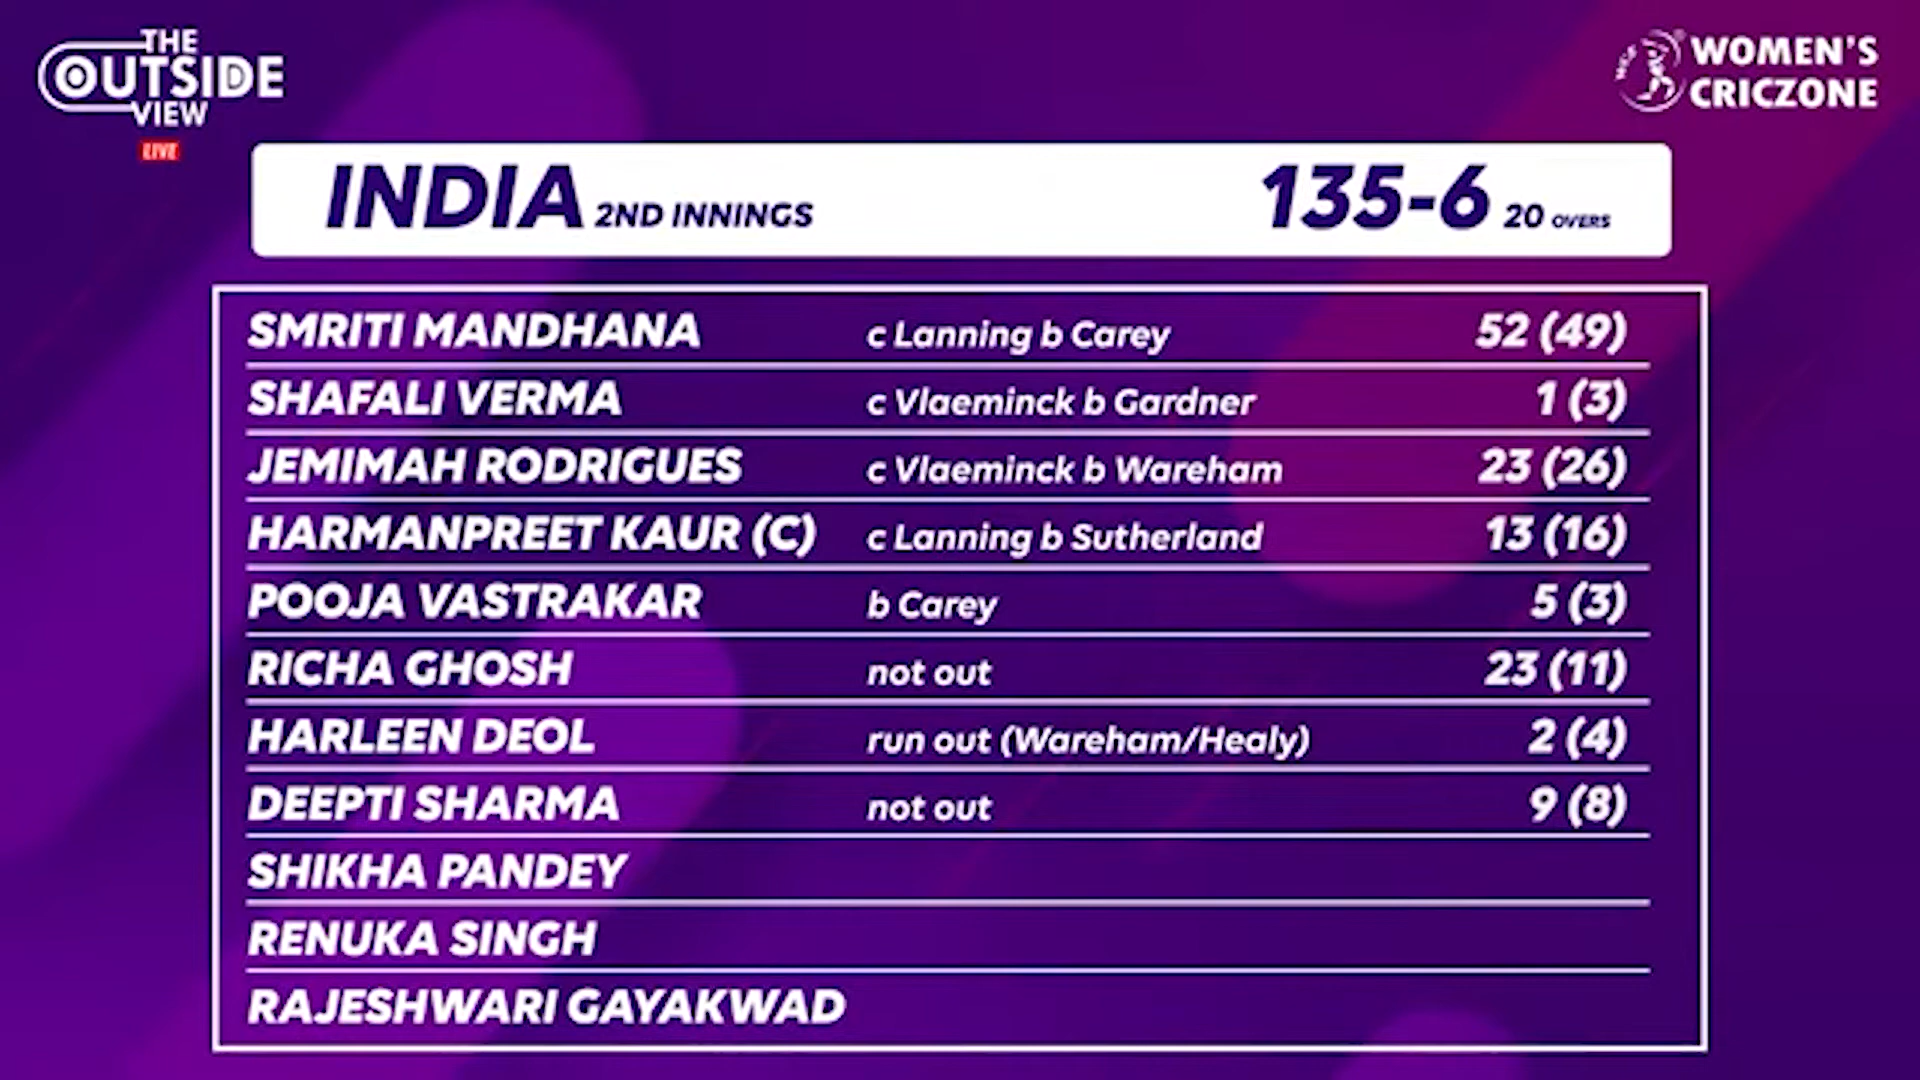 THE
OUTSIDE
VIEW
LIVE
WOMEN'S
CRICZONE
INDIA 2ND INNINGS 135-6 20 OVERS
SMRITI MANDHANA c Lanning b Carey 52 (49)
SHAFALI VERMA c Vlaeminck b Gardner 1 (3)
JEMIMAH RODRIGUES c Vlaeminck b Wareham 23 (26)
HARMANPREET KAUR (C) c Lanning b Sutherland 13 (16)
POOJA VASTRAKAR b Carey 5 (3)
RICHA GHOSH not out 23 (11)
HARLEEN DEOL run out (Wareham/Healy) 2 (4)
DEEPTI SHARMA not out 9 (8)
SHIKHA PANDEY
RENUKA SINGH
RAJESHWARI GAYAKWAD